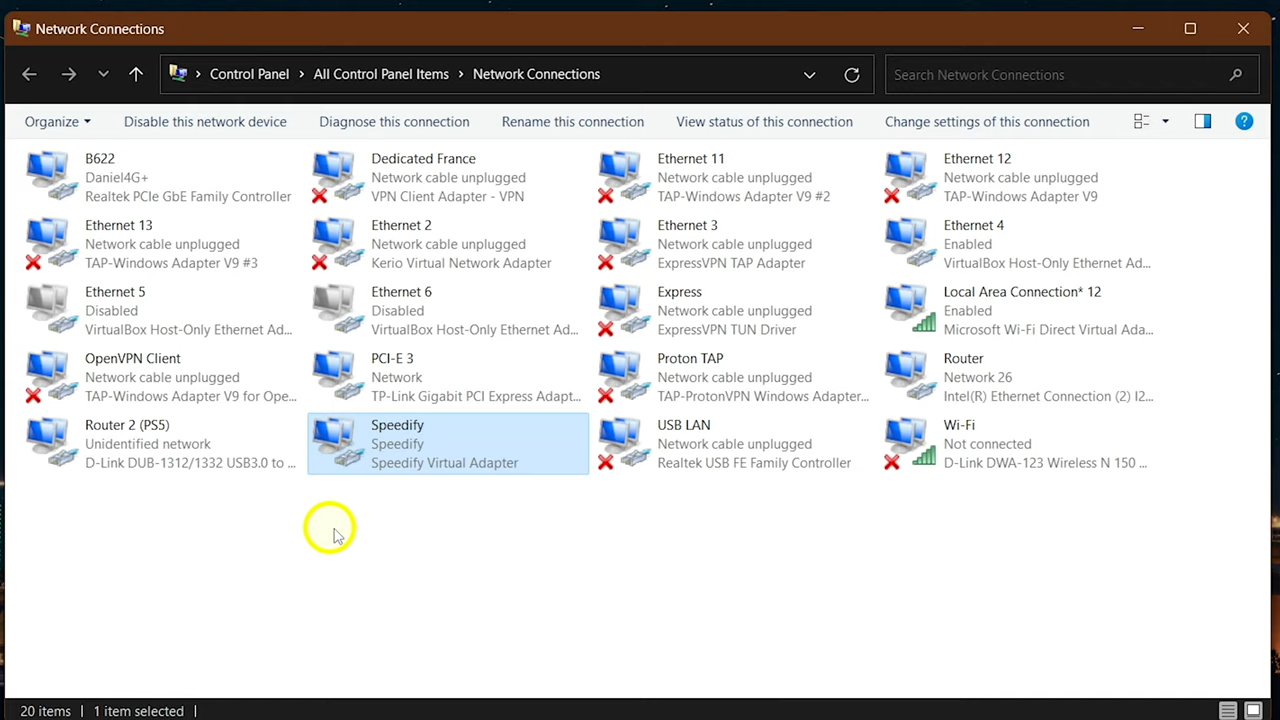 Network Connections
Control Panel › All Control Panel Items › Network Connections
Search Network Connections
Organize
Disable this network device
Diagnose this connection
Rename this connection
View status of this connection
Change settings of this connection
B622
Daniel4G+
Realtek PCIe GbE Family Controller
Dedicated France
Network cable unplugged
VPN Client Adapter - VPN
Ethernet 11
Network cable unplugged
TAP-Windows Adapter V9 #2
Ethernet 12
Network cable unplugged
TAP-Windows Adapter V9
Ethernet 13
Network cable unplugged
TAP-Windows Adapter V9 #3
Ethernet 2
Network cable unplugged
Kerio Virtual Network Adapter
Ethernet 3
Network cable unplugged
ExpressVPN TAP Adapter
Ethernet 4
Enabled
VirtualBox Host-Only Ethernet Ad...
Ethernet 5
Disabled
VirtualBox Host-Only Ethernet Ad...
Ethernet 6
Disabled
VirtualBox Host-Only Ethernet Ad...
Express
Network cable unplugged
ExpressVPN TUN Driver
Local Area Connection* 12
Enabled
Microsoft Wi-Fi Direct Virtual Ada...
OpenVPN Client
Network cable unplugged
TAP-Windows Adapter V9 for Ope...
PCI-E 3
Network
TP-Link Gigabit PCI Express Adapt...
Proton TAP
Network cable unplugged
TAP-ProtonVPN Windows Adapter...
Router
Network 26
Intel(R) Ethernet Connection (2) I2...
Router 2 (PS5)
Unidentified network
D-Link DUB-1312/1332 USB3.0 to ...
Speedify
Speedify
Speedify Virtual Adapter
USB LAN
Network cable unplugged
Realtek USB FE Family Controller
Wi-Fi
Not connected
D-Link DWA-123 Wireless N 150 ...
20 items
1 item selected